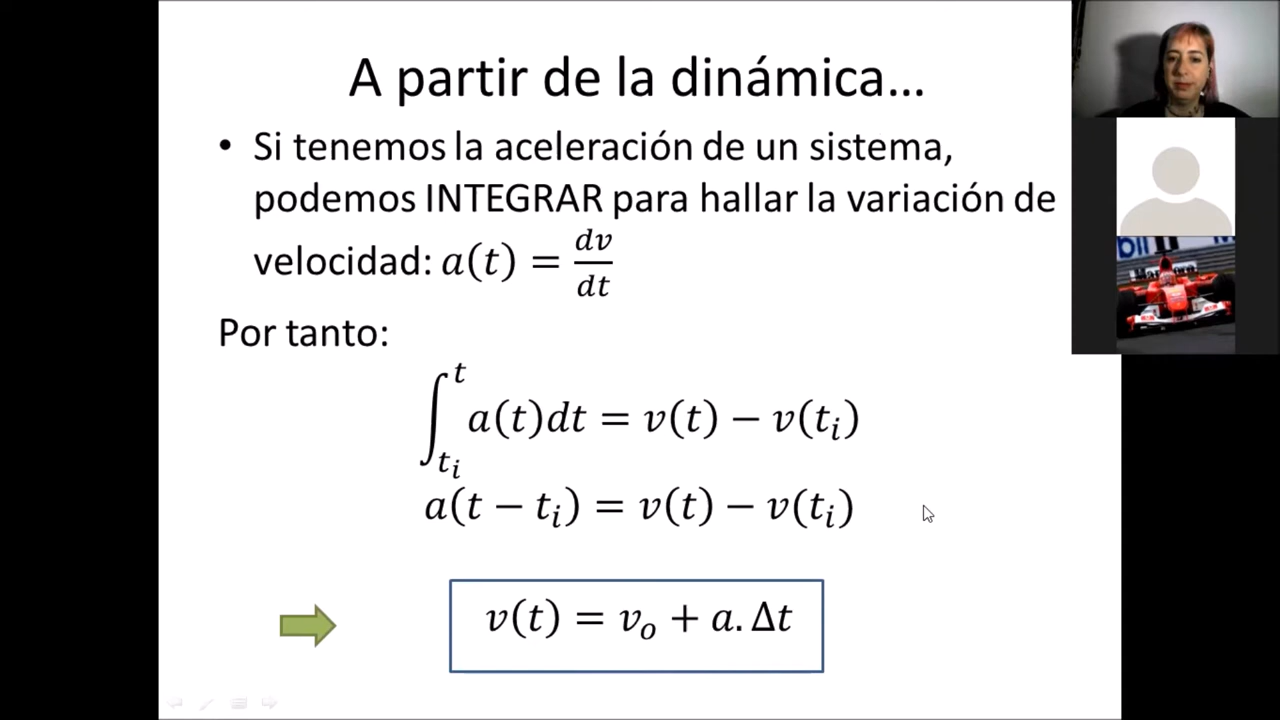 A partir de la dinámica...
• Si tenemos la aceleración de un sistema,
podemos INTEGRAR para hallar la variación de
velocidad: a(t) = dv/dt
Por tanto:
∫_{t_i}^{t} a(t)dt = v(t) − v(t_i)
a(t − t_i) = v(t) − v(t_i)
v(t) = v_o + a. Δt